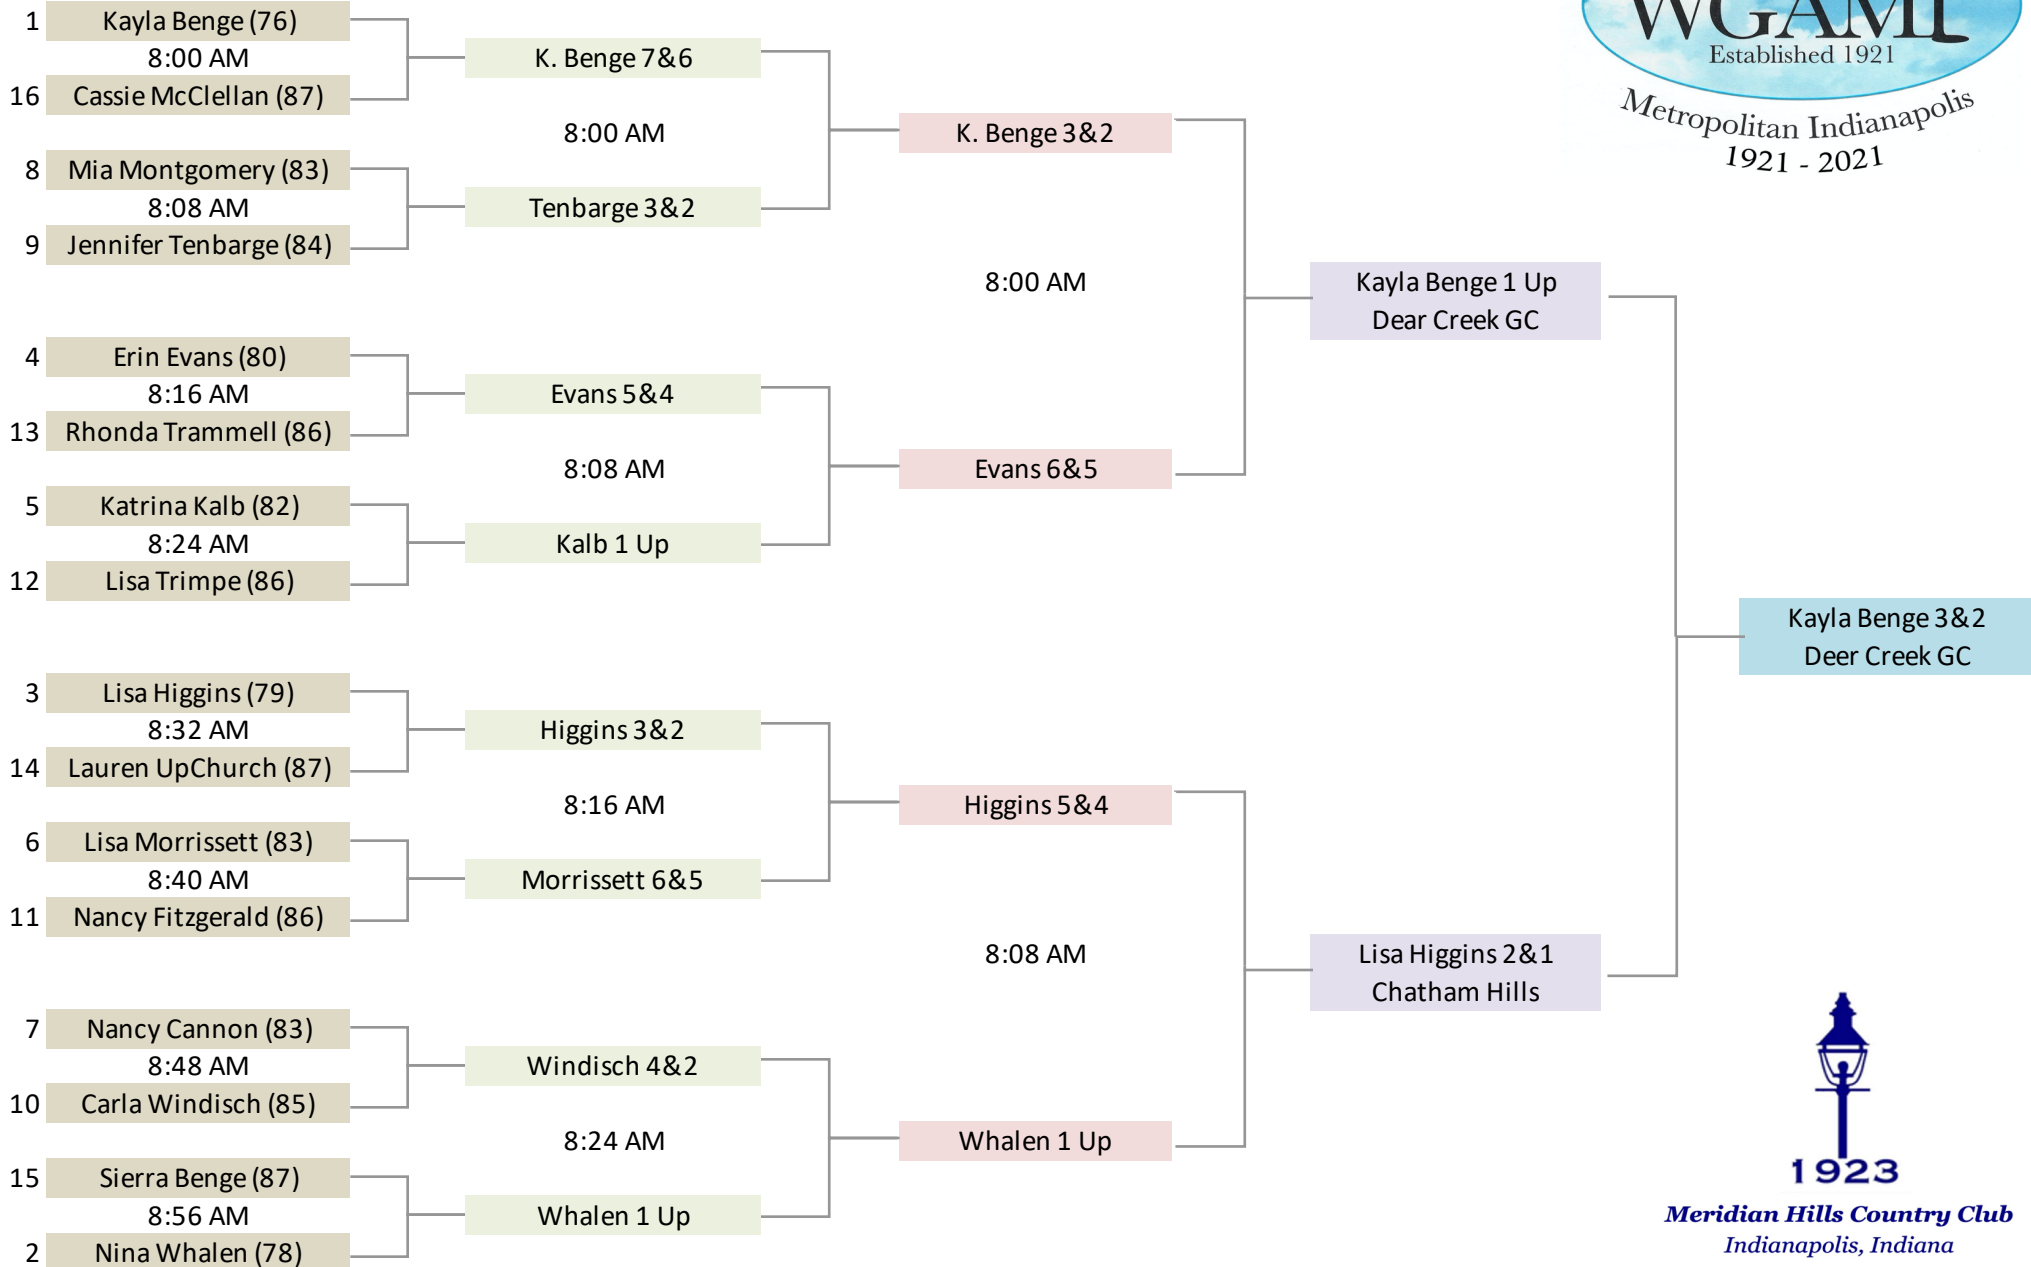 1 Kayla Benge (76)
8:00 AM
16 Cassie McClellan (87)
8 Mia Montgomery (83)
8:08 AM
9 Jennifer Tenbarge (84)
4 Erin Evans (80)
8:16 AM
13 Rhonda Trammell (86)
5 Katrina Kalb (82)
8:24 AM
12 Lisa Trimpe (86)
3 Lisa Higgins (79)
8:32 AM
14 Lauren UpChurch (87)
6 Lisa Morrissett (83)
8:40 AM
11 Nancy Fitzgerald (86)
7 Nancy Cannon (83)
8:48 AM
10 Carla Windisch (85)
15 Sierra Benge (87)
8:56 AM
2 Nina Whalen (78)
K. Benge 7&6
8:00 AM
Tenbarge 3&2
Evans 5&4
8:08 AM
Kalb 1 Up
Higgins 3&2
8:16 AM
Morrissett 6&5
Windisch 4&2
8:24 AM
Whalen 1 Up
K. Benge 3&2
8:00 AM
Evans 6&5
Higgins 5&4
8:08 AM
Whalen 1 Up
Kayla Benge 1 Up
Dear Creek GC
Lisa Higgins 2&1
Chatham Hills
Kayla Benge 3&2
Deer Creek GC
WGAMI
Established 1921
Metropolitan Indianapolis
1921 - 2021
1923
Meridian Hills Country Club
Indianapolis, Indiana